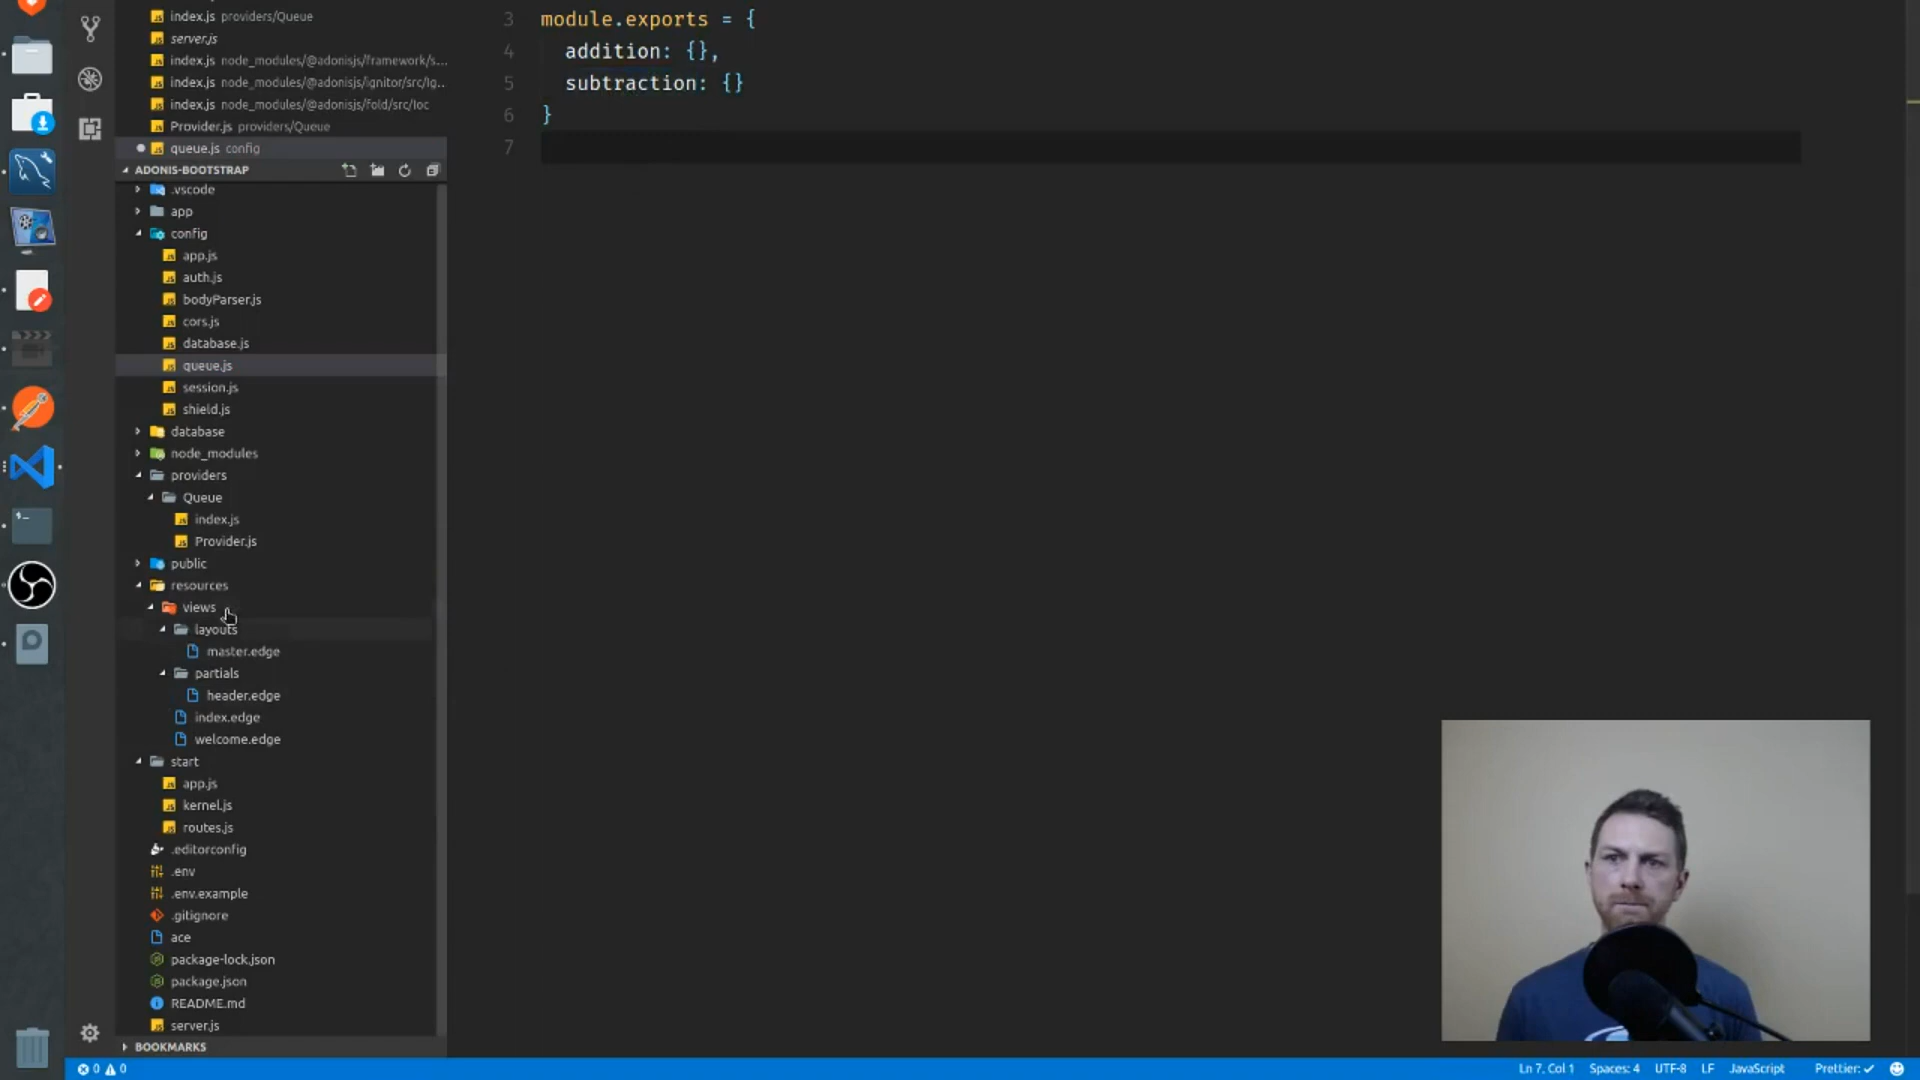 index.js providers/Queue
server.js
index.js node_modules/@adonisjs/framework/s...
index.js node_modules/@adonisjs/ignitor/src/Ig...
index.js node_modules/@adonisjs/fold/src/Ioc
Provider.js providers/Queue
queue.js config
ADONIS-BOOTSTRAP
.vscode
app
config
app.js
auth.js
bodyParser.js
cors.js
database.js
queue.js
session.js
shield.js
database
node_modules
providers
Queue
index.js
Provider.js
public
resources
views
layouts
master.edge
partials
header.edge
index.edge
welcome.edge
start
app.js
kernel.js
routes.js
.editorconfig
.env
.env.example
.gitignore
ace
package-lock.json
package.json
README.md
server.js
BOOKMARKS
3 module.exports = {
4 addition: {},
5 subtraction: {}
6 }
7
0 0
Ln 7, Col 1 Spaces: 4 UTF-8 LF JavaScript Prettier: ✓